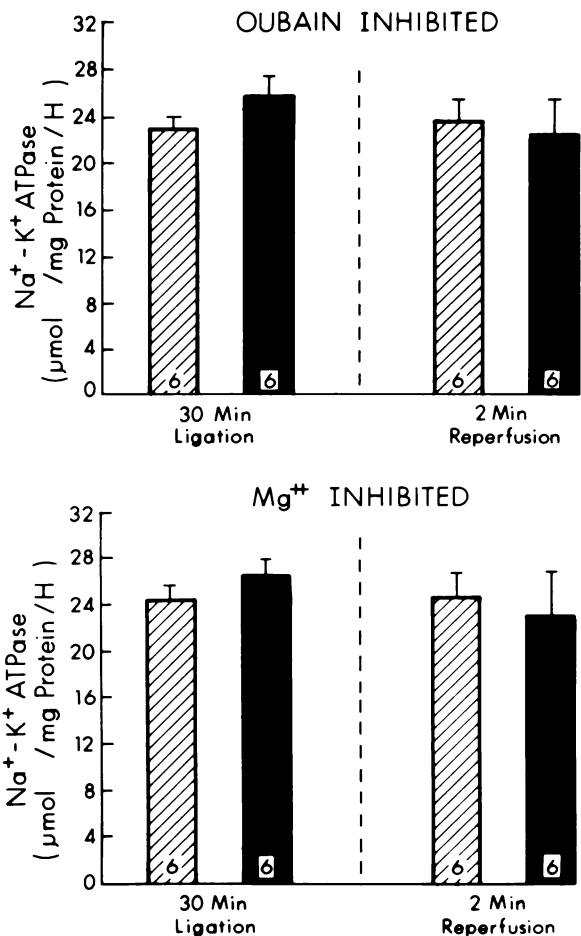 OUBAIN INHIBITED
Na+-K+ ATPase
(µmol /mg Protein/H)
32
28
24
22
16
12
8
4
0
6
6
6
6
30 Min
Ligation
2 Min
Reperfusion
Mg++ INHIBITED
Na+-K+ ATPase
(µmol /mg Protein/H)
32
28
24
22
16
12
8
4
0
6
6
6
6
30 Min
Ligation
2 Min
Reperfusion